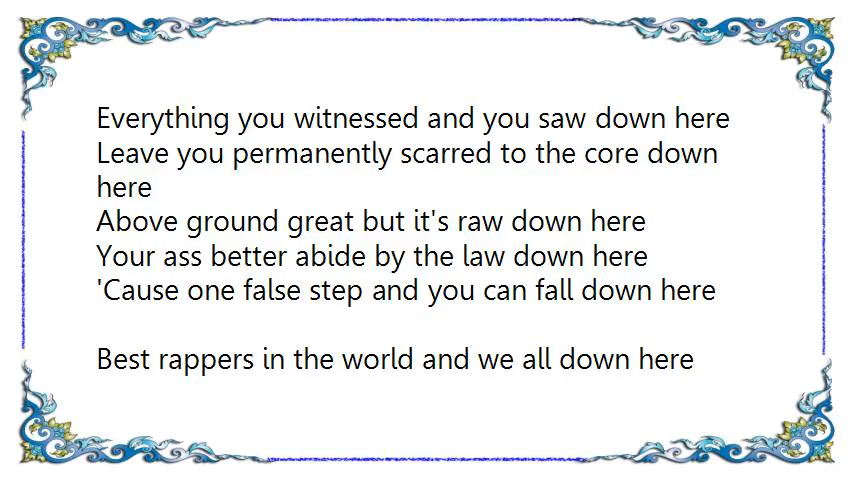 Everything you witnessed and you saw down here
Leave you permanently scarred to the core down
here
Above ground great but it's raw down here
Your ass better abide by the law down here
'Cause one false step and you can fall down here
Best rappers in the world and we all down here